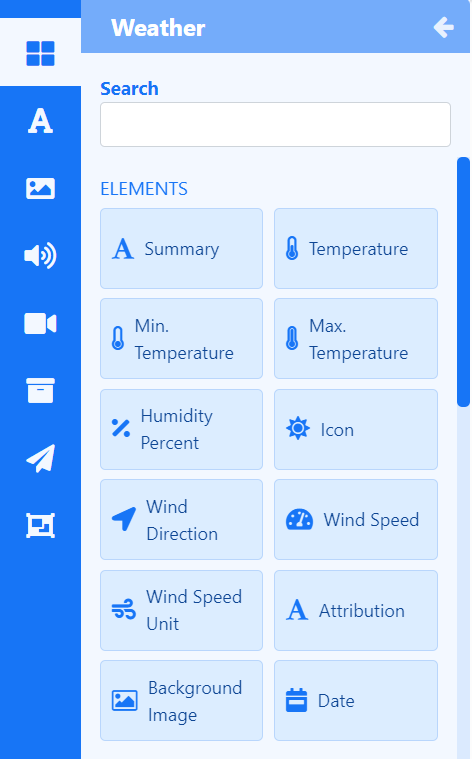 Weather
Search
ELEMENTS
Summary
Temperature
Min.
Temperature
Max.
Temperature
Humidity
Percent
Icon
Wind
Direction
Wind Speed
Wind Speed
Unit
Attribution
Background
Image
Date